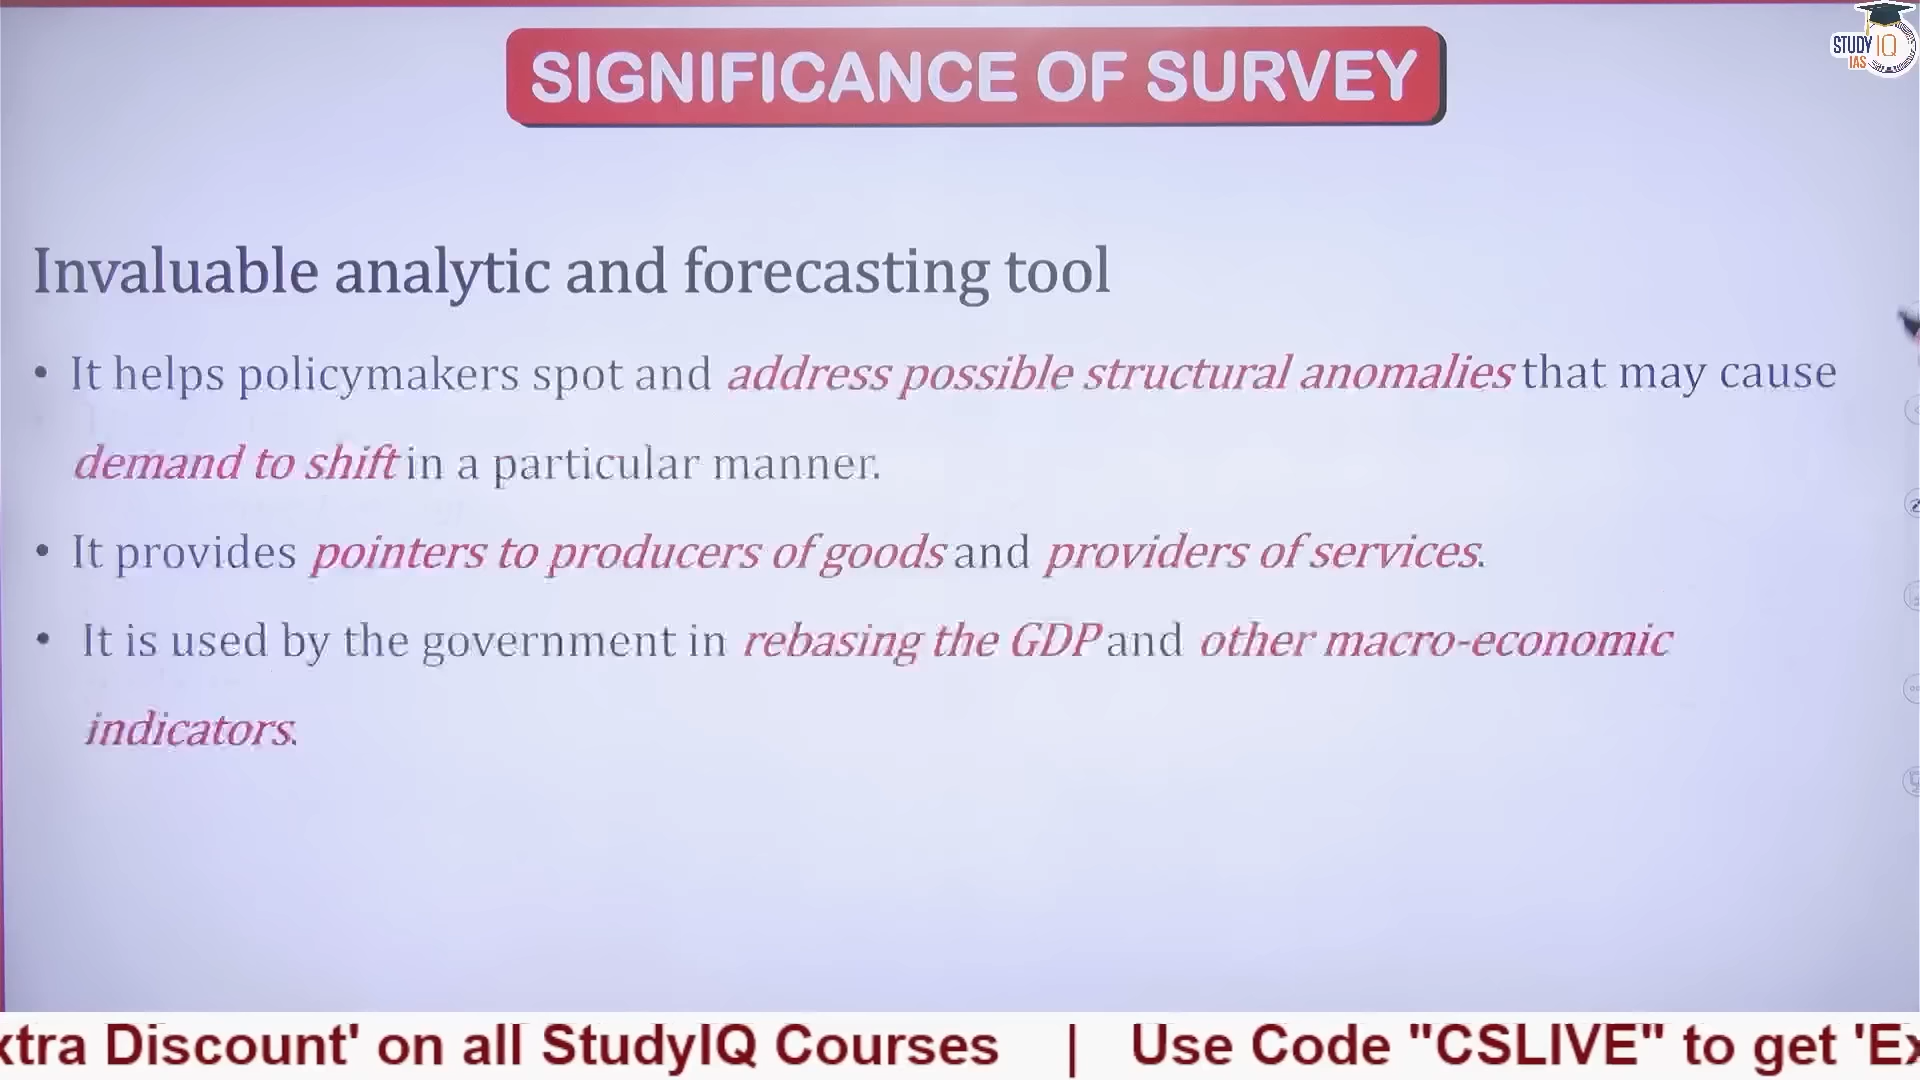 SIGNIFICANCE OF SURVEY
STUDY IQ
IAS
Invaluable analytic and forecasting tool
• It helps policymakers spot and address possible structural anomalies that may cause
demand to shift in a particular manner.
• It provides pointers to producers of goods and providers of services.
• It is used by the government in rebasing the GDP and other macro-economic
indicators.
xtra Discount' on all StudyIQ Courses | Use Code "CSLIVE" to get 'Ex